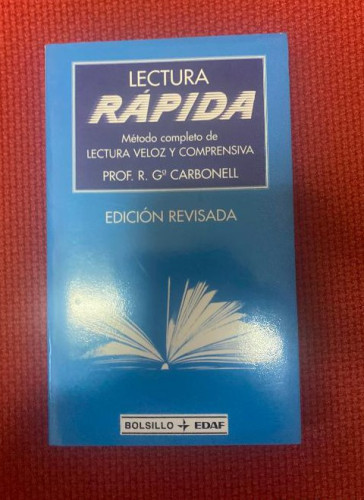 LECTURA
RÁPIDA
Método completo de
LECTURA VELOZ Y COMPRENSIVA
PROF. R. Gª CARBONELL
EDICIÓN REVISADA
BOLSILLO EDAF